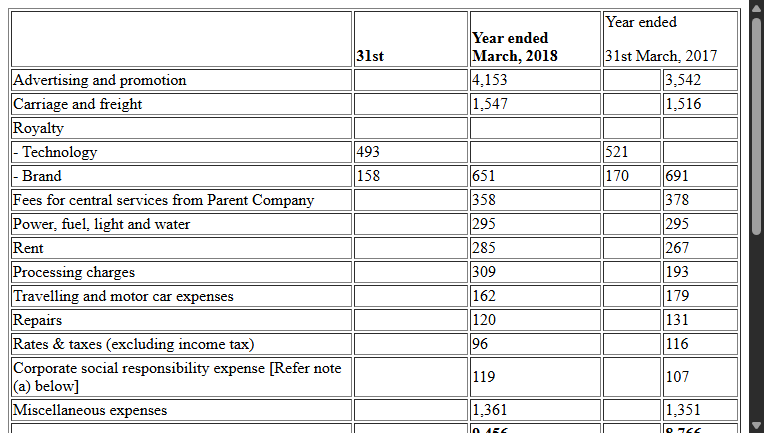 Year ended
Year ended
31st March, 2018 31st March, 2017
Advertising and promotion 4,153 3,542
Carriage and freight 1,547 1,516
Royalty
- Technology 493 521
- Brand 158 651 170 691
Fees for central services from Parent Company 358 378
Power, fuel, light and water 295 295
Rent 285 267
Processing charges 309 193
Travelling and motor car expenses 162 179
Repairs 120 131
Rates & taxes (excluding income tax) 96 116
Corporate social responsibility expense [Refer note
(a) below] 119 107
Miscellaneous expenses 1,361 1,351
9,456 8,766